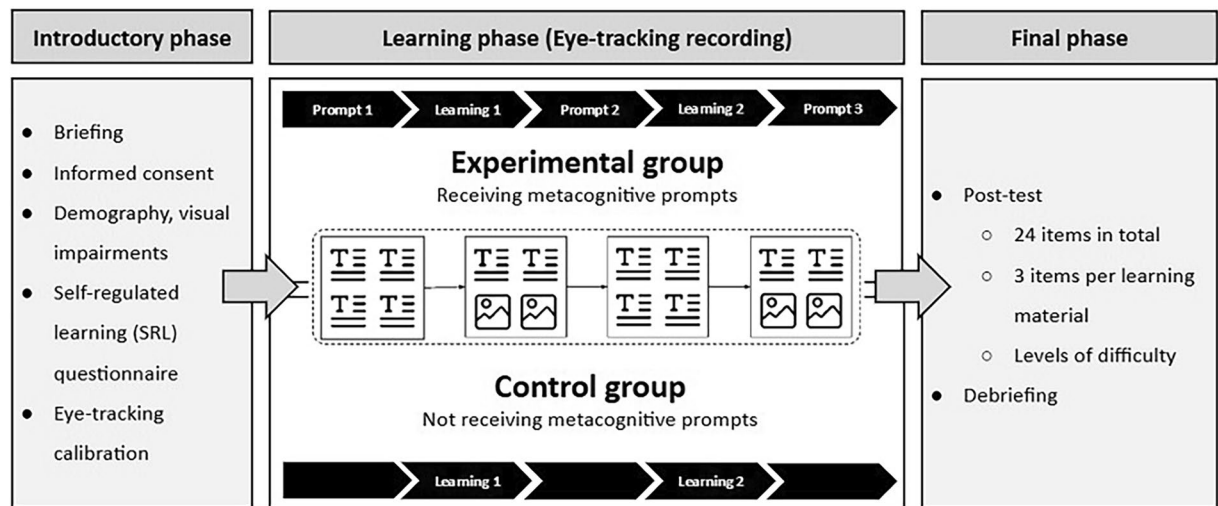 Introductory phase
Learning phase (Eye-tracking recording)
Final phase
● Briefing
● Informed consent
● Demography, visual
impairments
● Self-regulated
learning (SRL)
questionnaire
● Eye-tracking
calibration
Prompt 1
Learning 1
Prompt 2
Learning 2
Prompt 3
Experimental group
Receiving metacognitive prompts
T T T T
T T T T
T T T T
Control group
Not receiving metacognitive prompts
Learning 1
Learning 2
● Post-test
○ 24 items in total
○ 3 items per learning
material
○ Levels of difficulty
● Debriefing